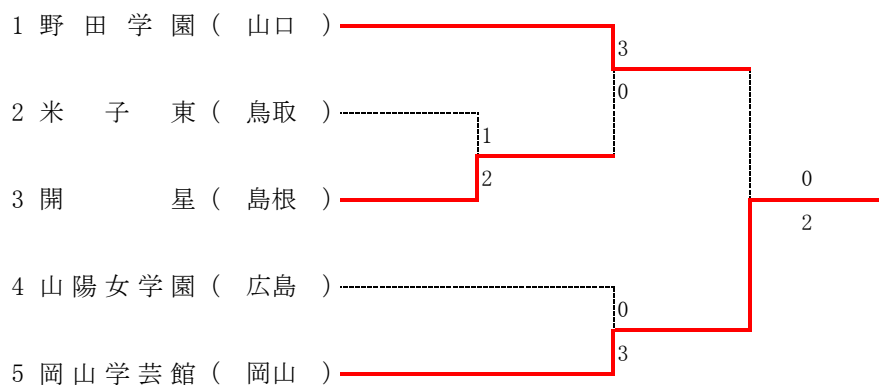 1 野田学園 ( 山口 )
3
0
2 米子東 ( 鳥取 )
1
2
3 開星 ( 島根 )
0
2
4 山陽女学園 ( 広島 )
0
3
5 岡山学芸館 ( 岡山 )